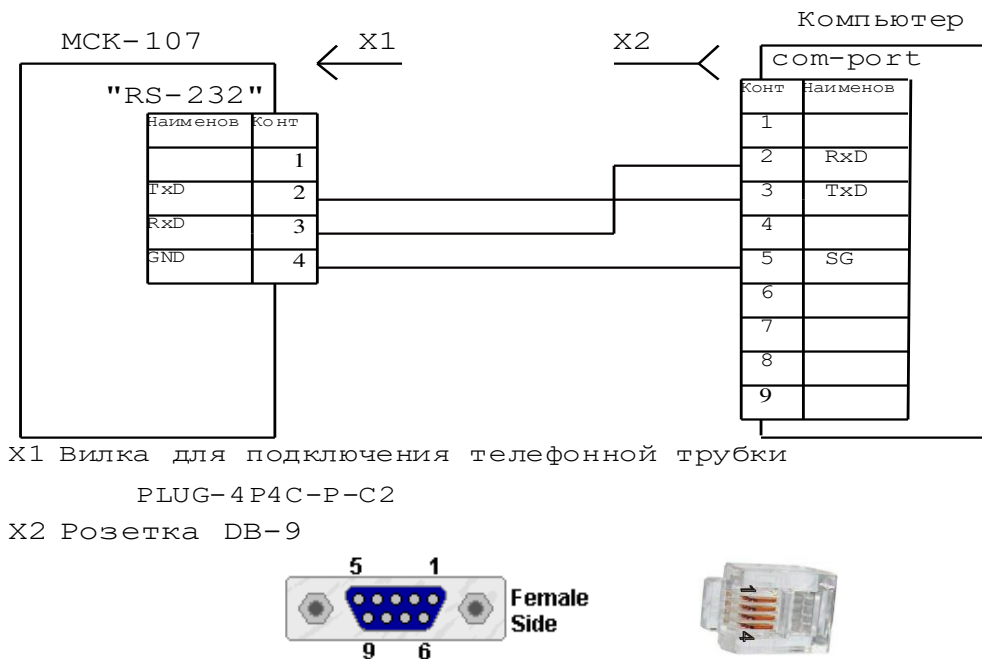 Компьютер
МСК-107 X1 X2
com-port
"RS-232"
Конт Наименов
Наименов Конт
1
1
2 RxD
TxD 2
3 TxD
RxD 3
4
GND 4
5 SG
6
7
8
9
X1 Вилка для подключения телефонной трубки
PLUG-4P4C-P-C2
X2 Розетка DB-9
5 1
Female
Side
9 6
1
4